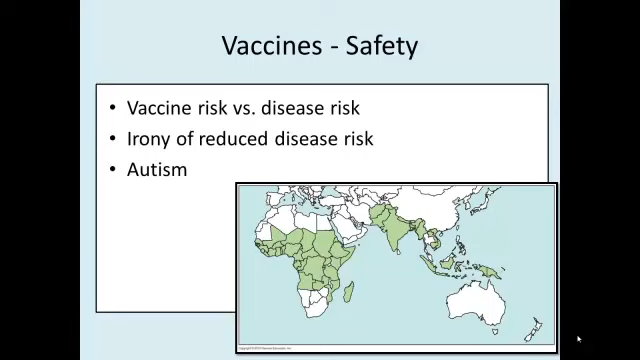 Vaccines - Safety
• Vaccine risk vs. disease risk
• Irony of reduced disease risk
• Autism